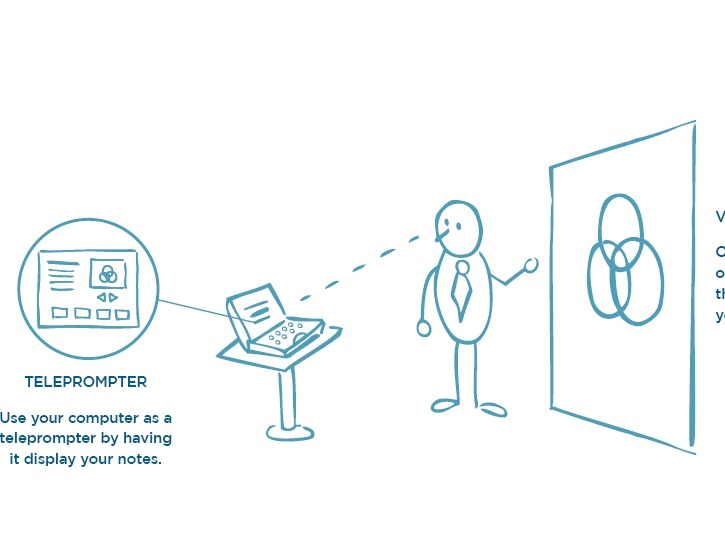 TELEPROMPTER
Use your computer as a
teleprompter by having
it display your notes.